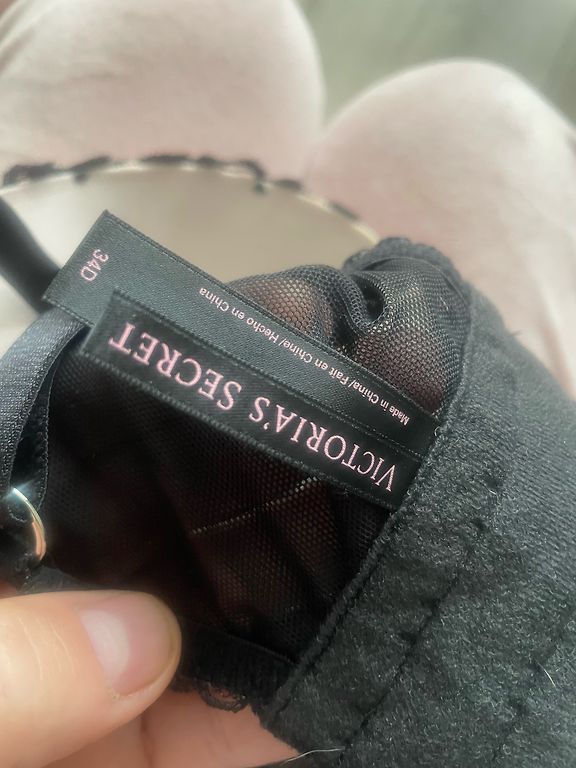 VICTORIA'S SECRET
Made in China/ Fait en Chine/ Hecho en China
34D